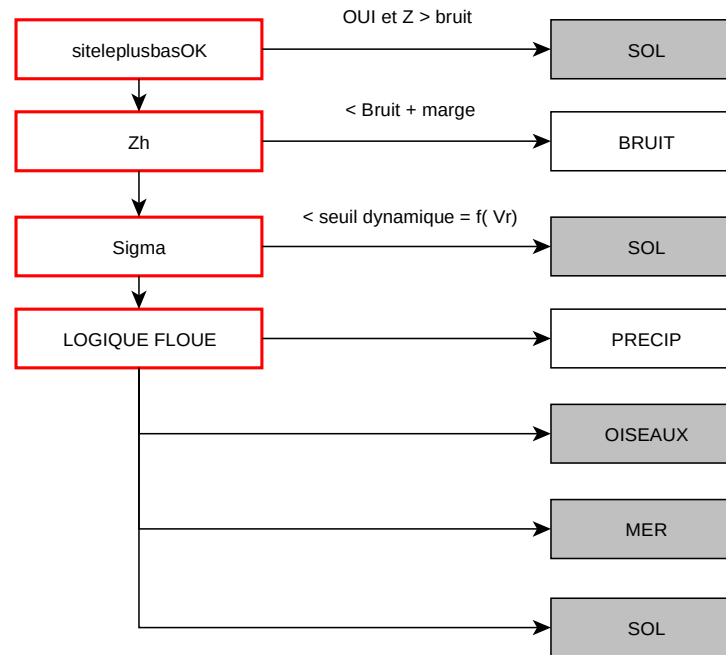 OUI et Z > bruit
siteleplusbasOK
SOL
< Bruit + marge
Zh
BRUIT
< seuil dynamique = f( Vr)
Sigma
SOL
LOGIQUE FLOUE
PRECIP
OISEAUX
MER
SOL